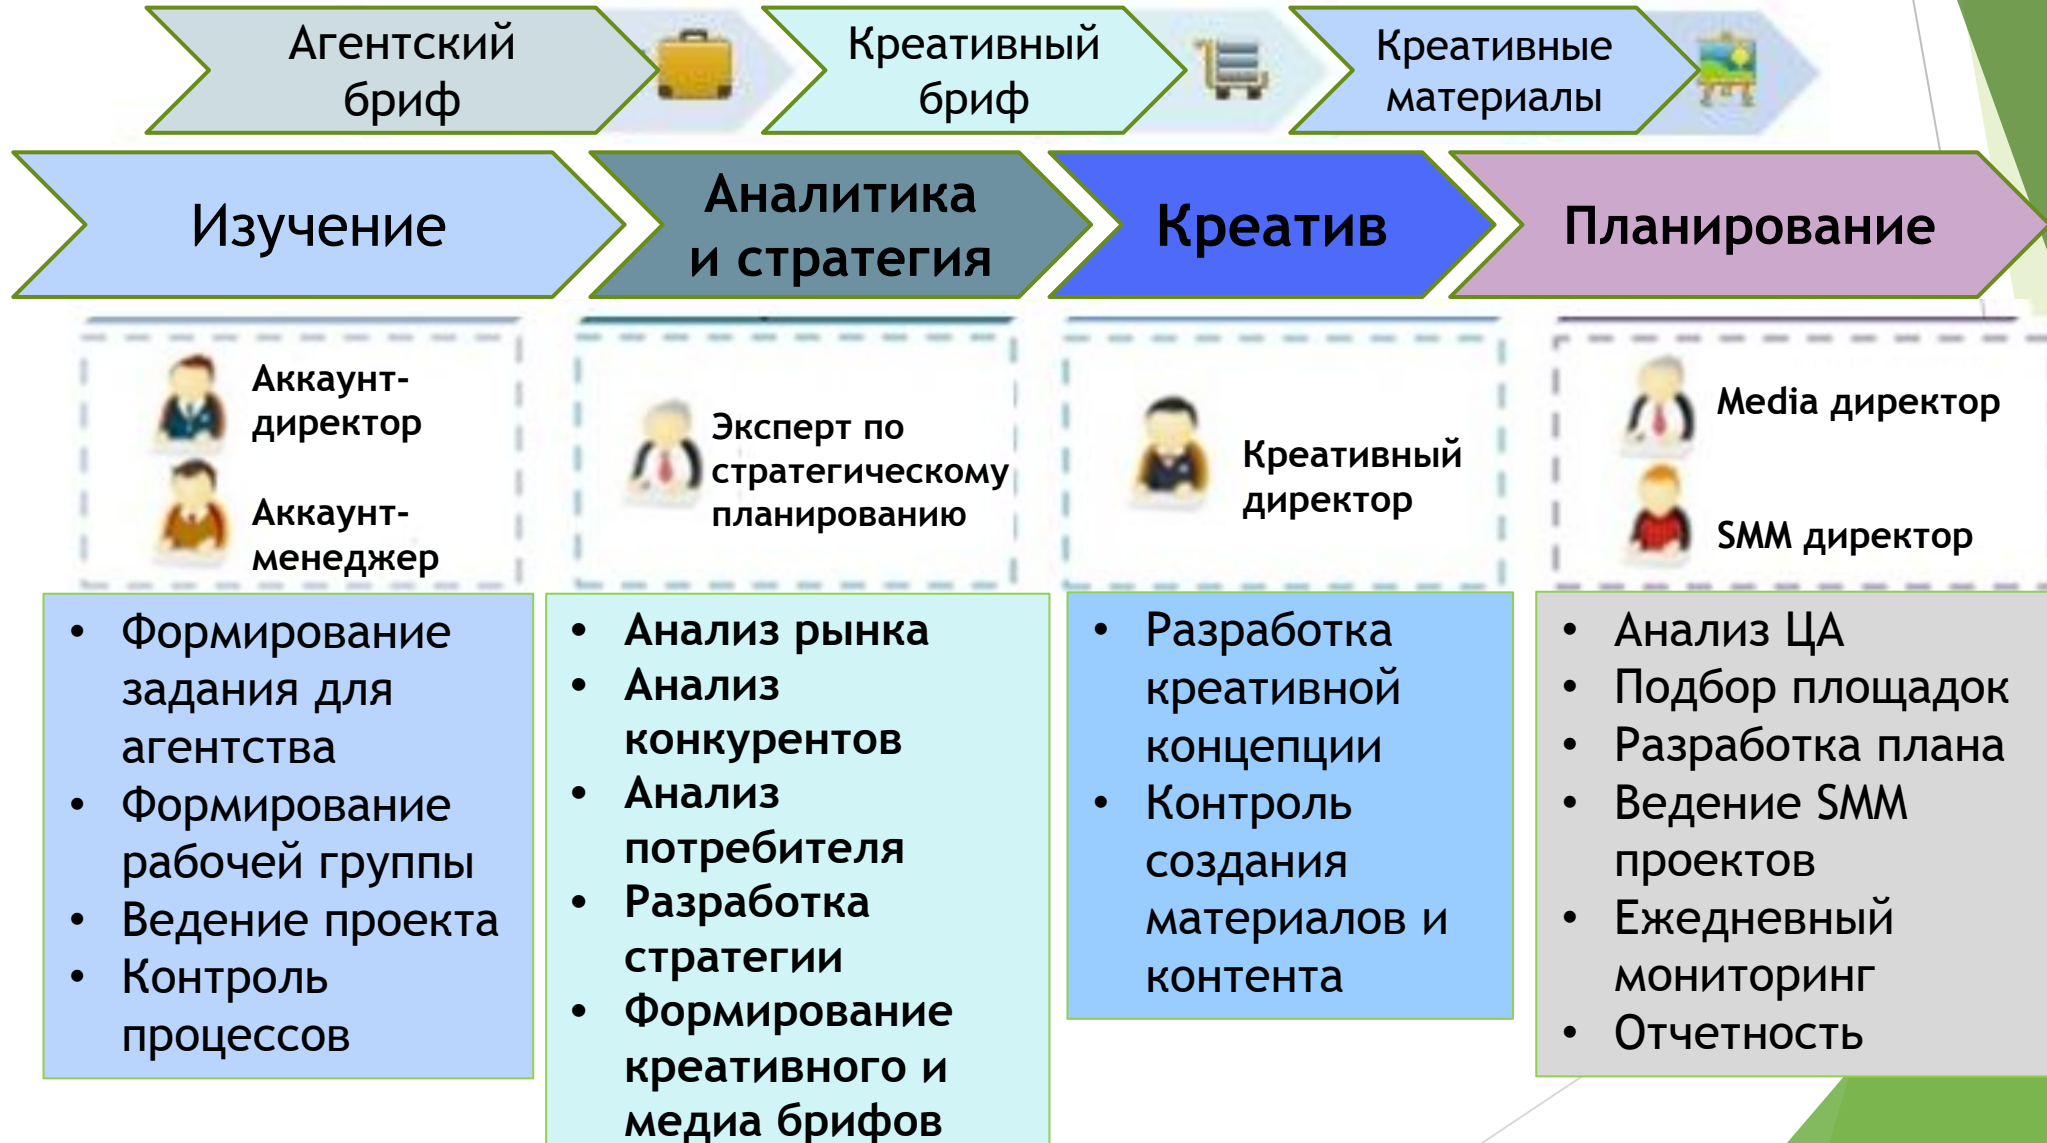 Агентский
бриф
Креативный
бриф
Креативные
материалы
Изучение
Аналитика
и стратегия
Креатив
Планирование
Аккаунт-
директор
Аккаунт-
менеджер
Эксперт по
стратегическому
планированию
Креативный
директор
Media директор
SMM директор
• Формирование
задания для
агентства
• Формирование
рабочей группы
• Ведение проекта
• Контроль
процессов
• Анализ рынка
• Анализ
конкурентов
• Анализ
потребителя
• Разработка
стратегии
• Формирование
креативного и
медиа брифов
• Разработка
креативной
концепции
• Контроль
создания
материалов и
контента
• Анализ ЦА
• Подбор площадок
• Разработка плана
• Ведение SMM
проектов
• Ежедневный
мониторинг
• Отчетность